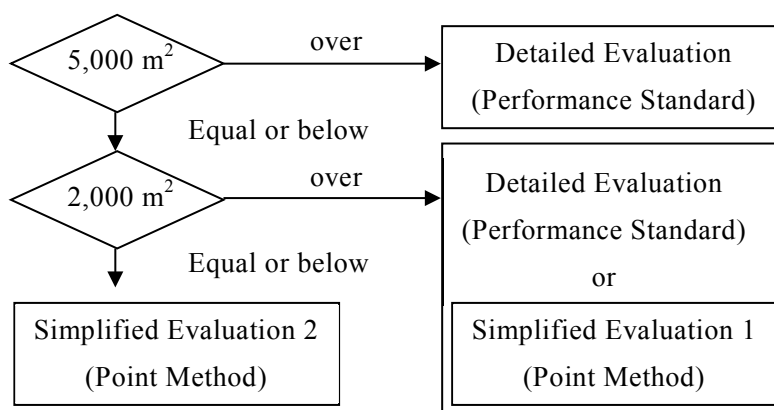 5,000 m²
over
Detailed Evaluation
(Performance Standard)
Equal or below
2,000 m²
over
Detailed Evaluation
(Performance Standard)
or
Simplified Evaluation 1
(Point Method)
Equal or below
Simplified Evaluation 2
(Point Method)